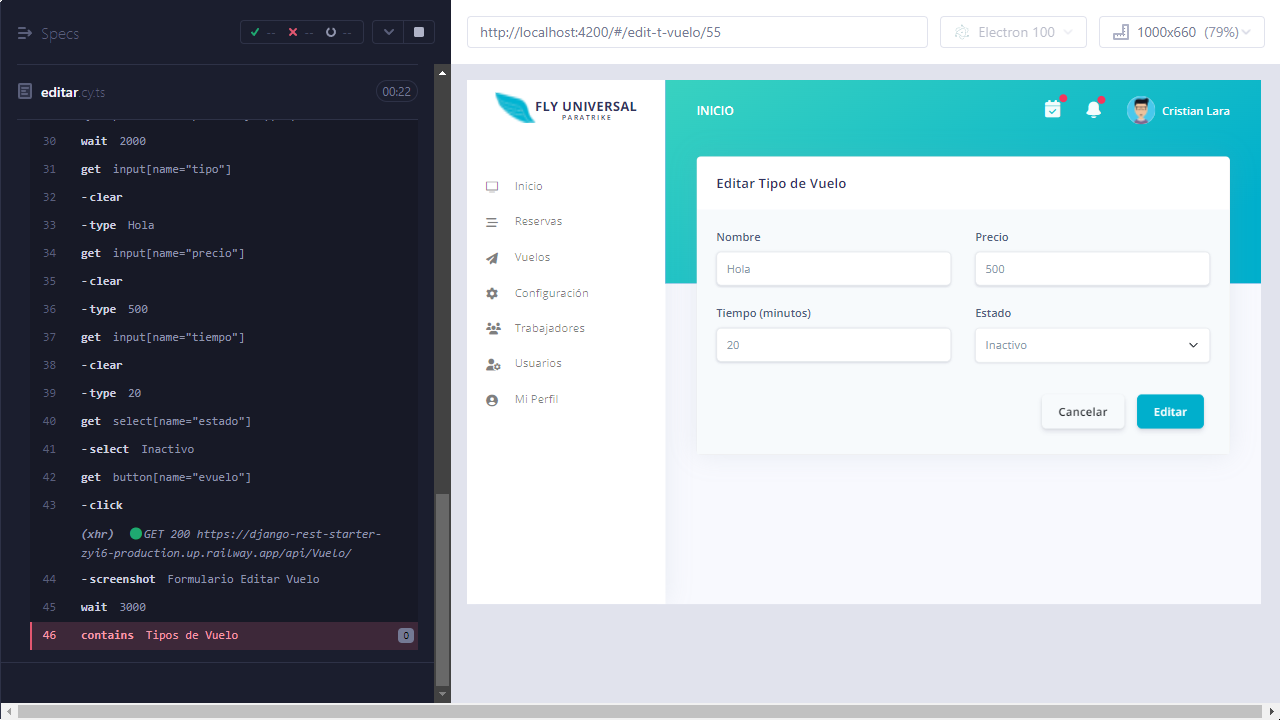 Specs
-- -- --
editar.cy.ts
00:22
30 wait 2000
31 get input[name="tipo"]
32 -clear
33 -type Hola
34 get input[name="precio"]
35 -clear
36 -type 500
37 get input[name="tiempo"]
38 -clear
39 -type 20
40 get select[name="estado"]
41 -select Inactivo
42 get button[name="evuelo"]
43 -click
(xhr) GET 200 https://django-rest-starter-
zyi6-production.up.railway.app/api/Vuelo/
44 -screenshot Formulario Editar Vuelo
45 wait 3000
46 contains Tipos de Vuelo 0
http://localhost:4200/#/edit-t-vuelo/55
Electron 100
1000x660 (79%)
FLY UNIVERSAL
PARATRIKE
Inicio
Reservas
Vuelos
Configuración
Trabajadores
Usuarios
Mi Perfil
INICIO
Cristian Lara
Editar Tipo de Vuelo
Nombre
Precio
Hola
500
Tiempo (minutos)
Estado
20
Inactivo
Cancelar
Editar